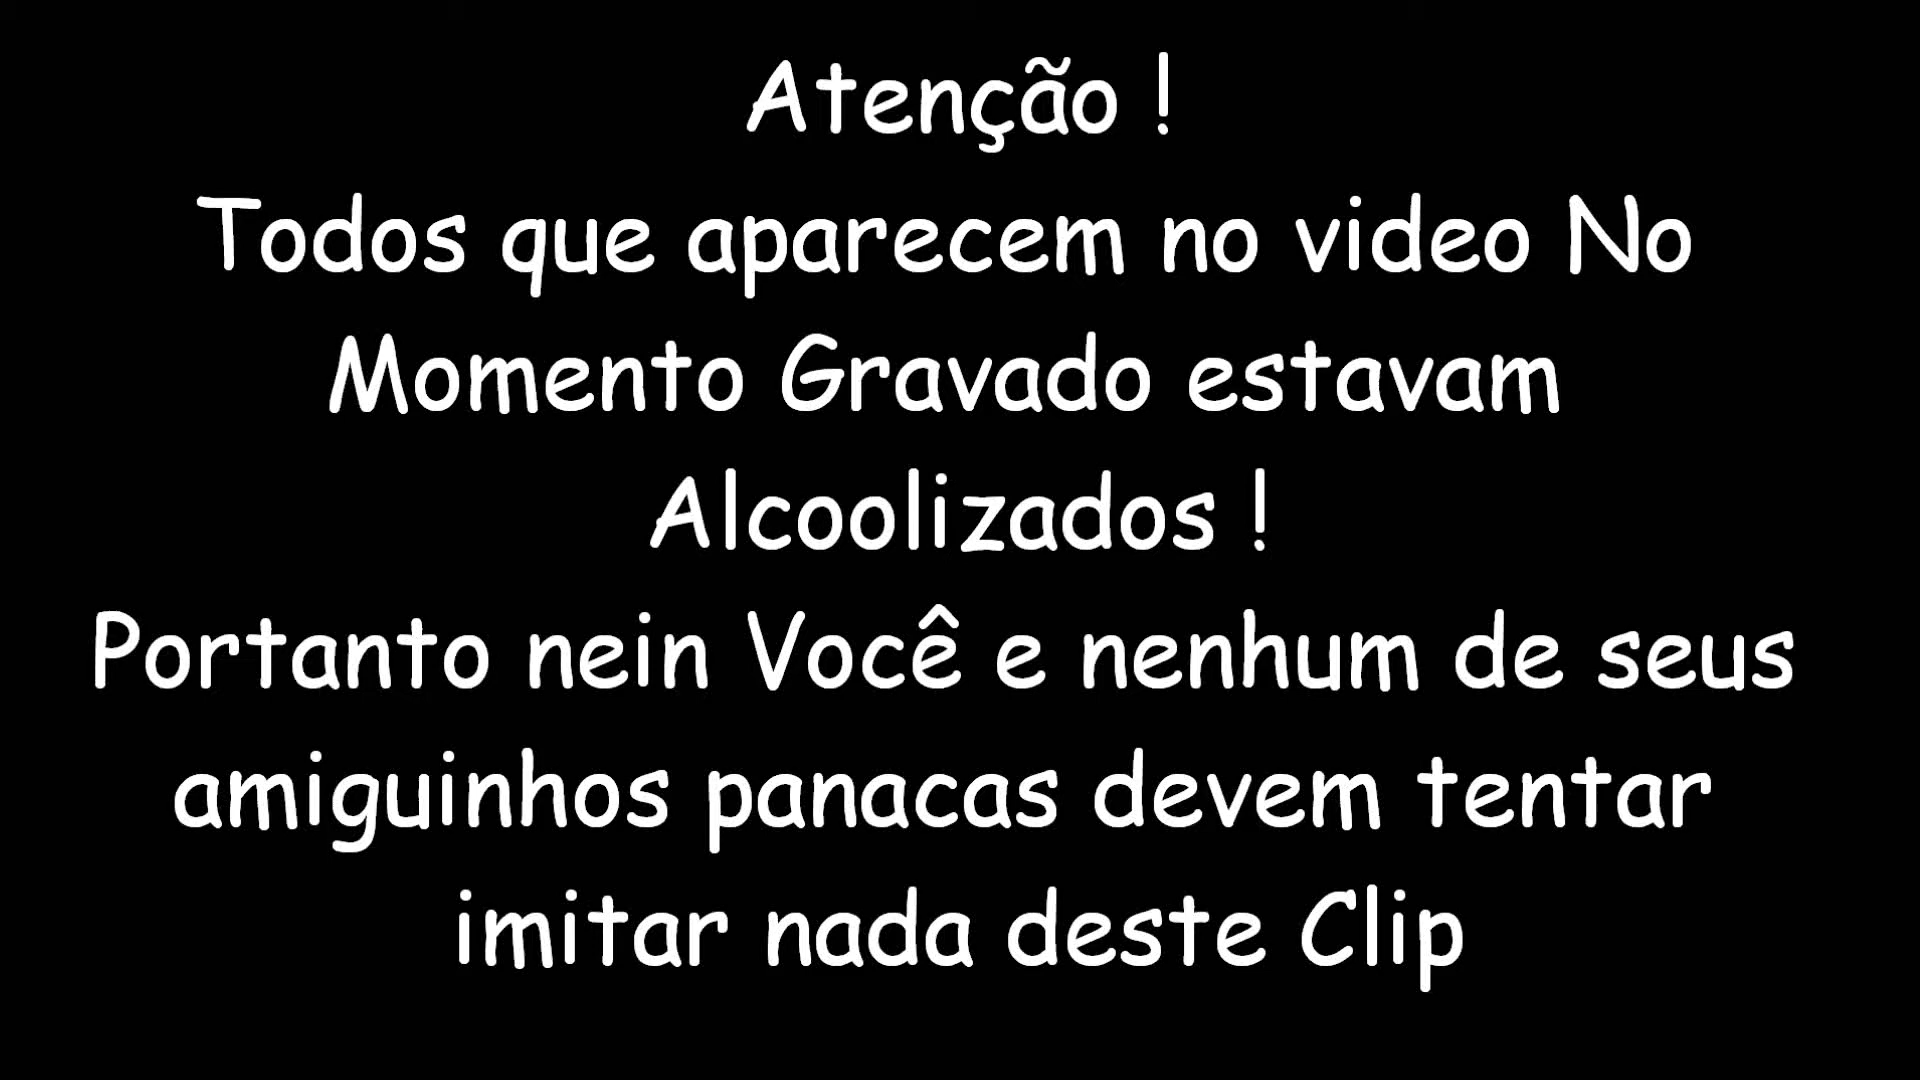 Atenção !
Todos que aparecem no video No
Momento Gravado estavam
Alcoolizados !
Portanto nein Você e nenhum de seus
amiguinhos panacas devem tentar
imitar nada deste Clip